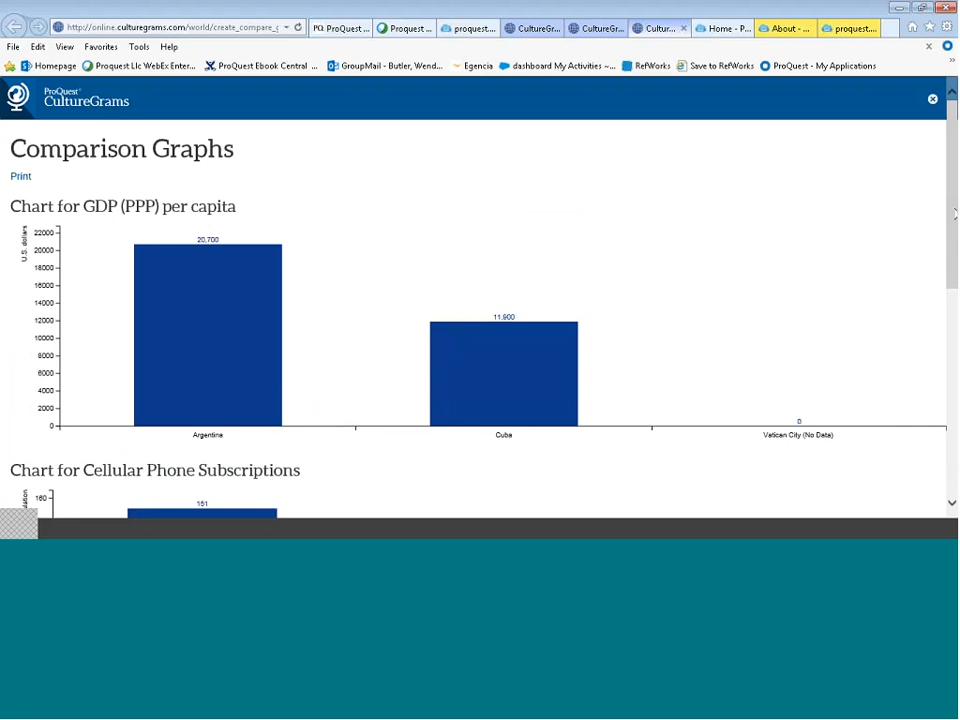 http://online.culturegrams.com/world/create_compare_g
PQ ProQuest ...
Proquest ...
proquest....
CultureGr...
CultureGr...
Cultur...
Home - P...
About - ...
proquest....
File Edit View Favorites Tools Help
Homepage
Proquest Llc WebEx Enter...
ProQuest Ebook Central ...
GroupMail - Butler, Wend...
Egencia
dashboard My Activities ~...
RefWorks
Save to RefWorks
ProQuest - My Applications
ProQuest®
CultureGrams
Comparison Graphs
Print
Chart for GDP (PPP) per capita
U.S. dollars
22000
20000
18000
16000
14000
12000
10000
8000
6000
4000
2000
0
20,700
11,900
0
Argentina
Cuba
Vatican City (No Data)
Chart for Cellular Phone Subscriptions
160
151